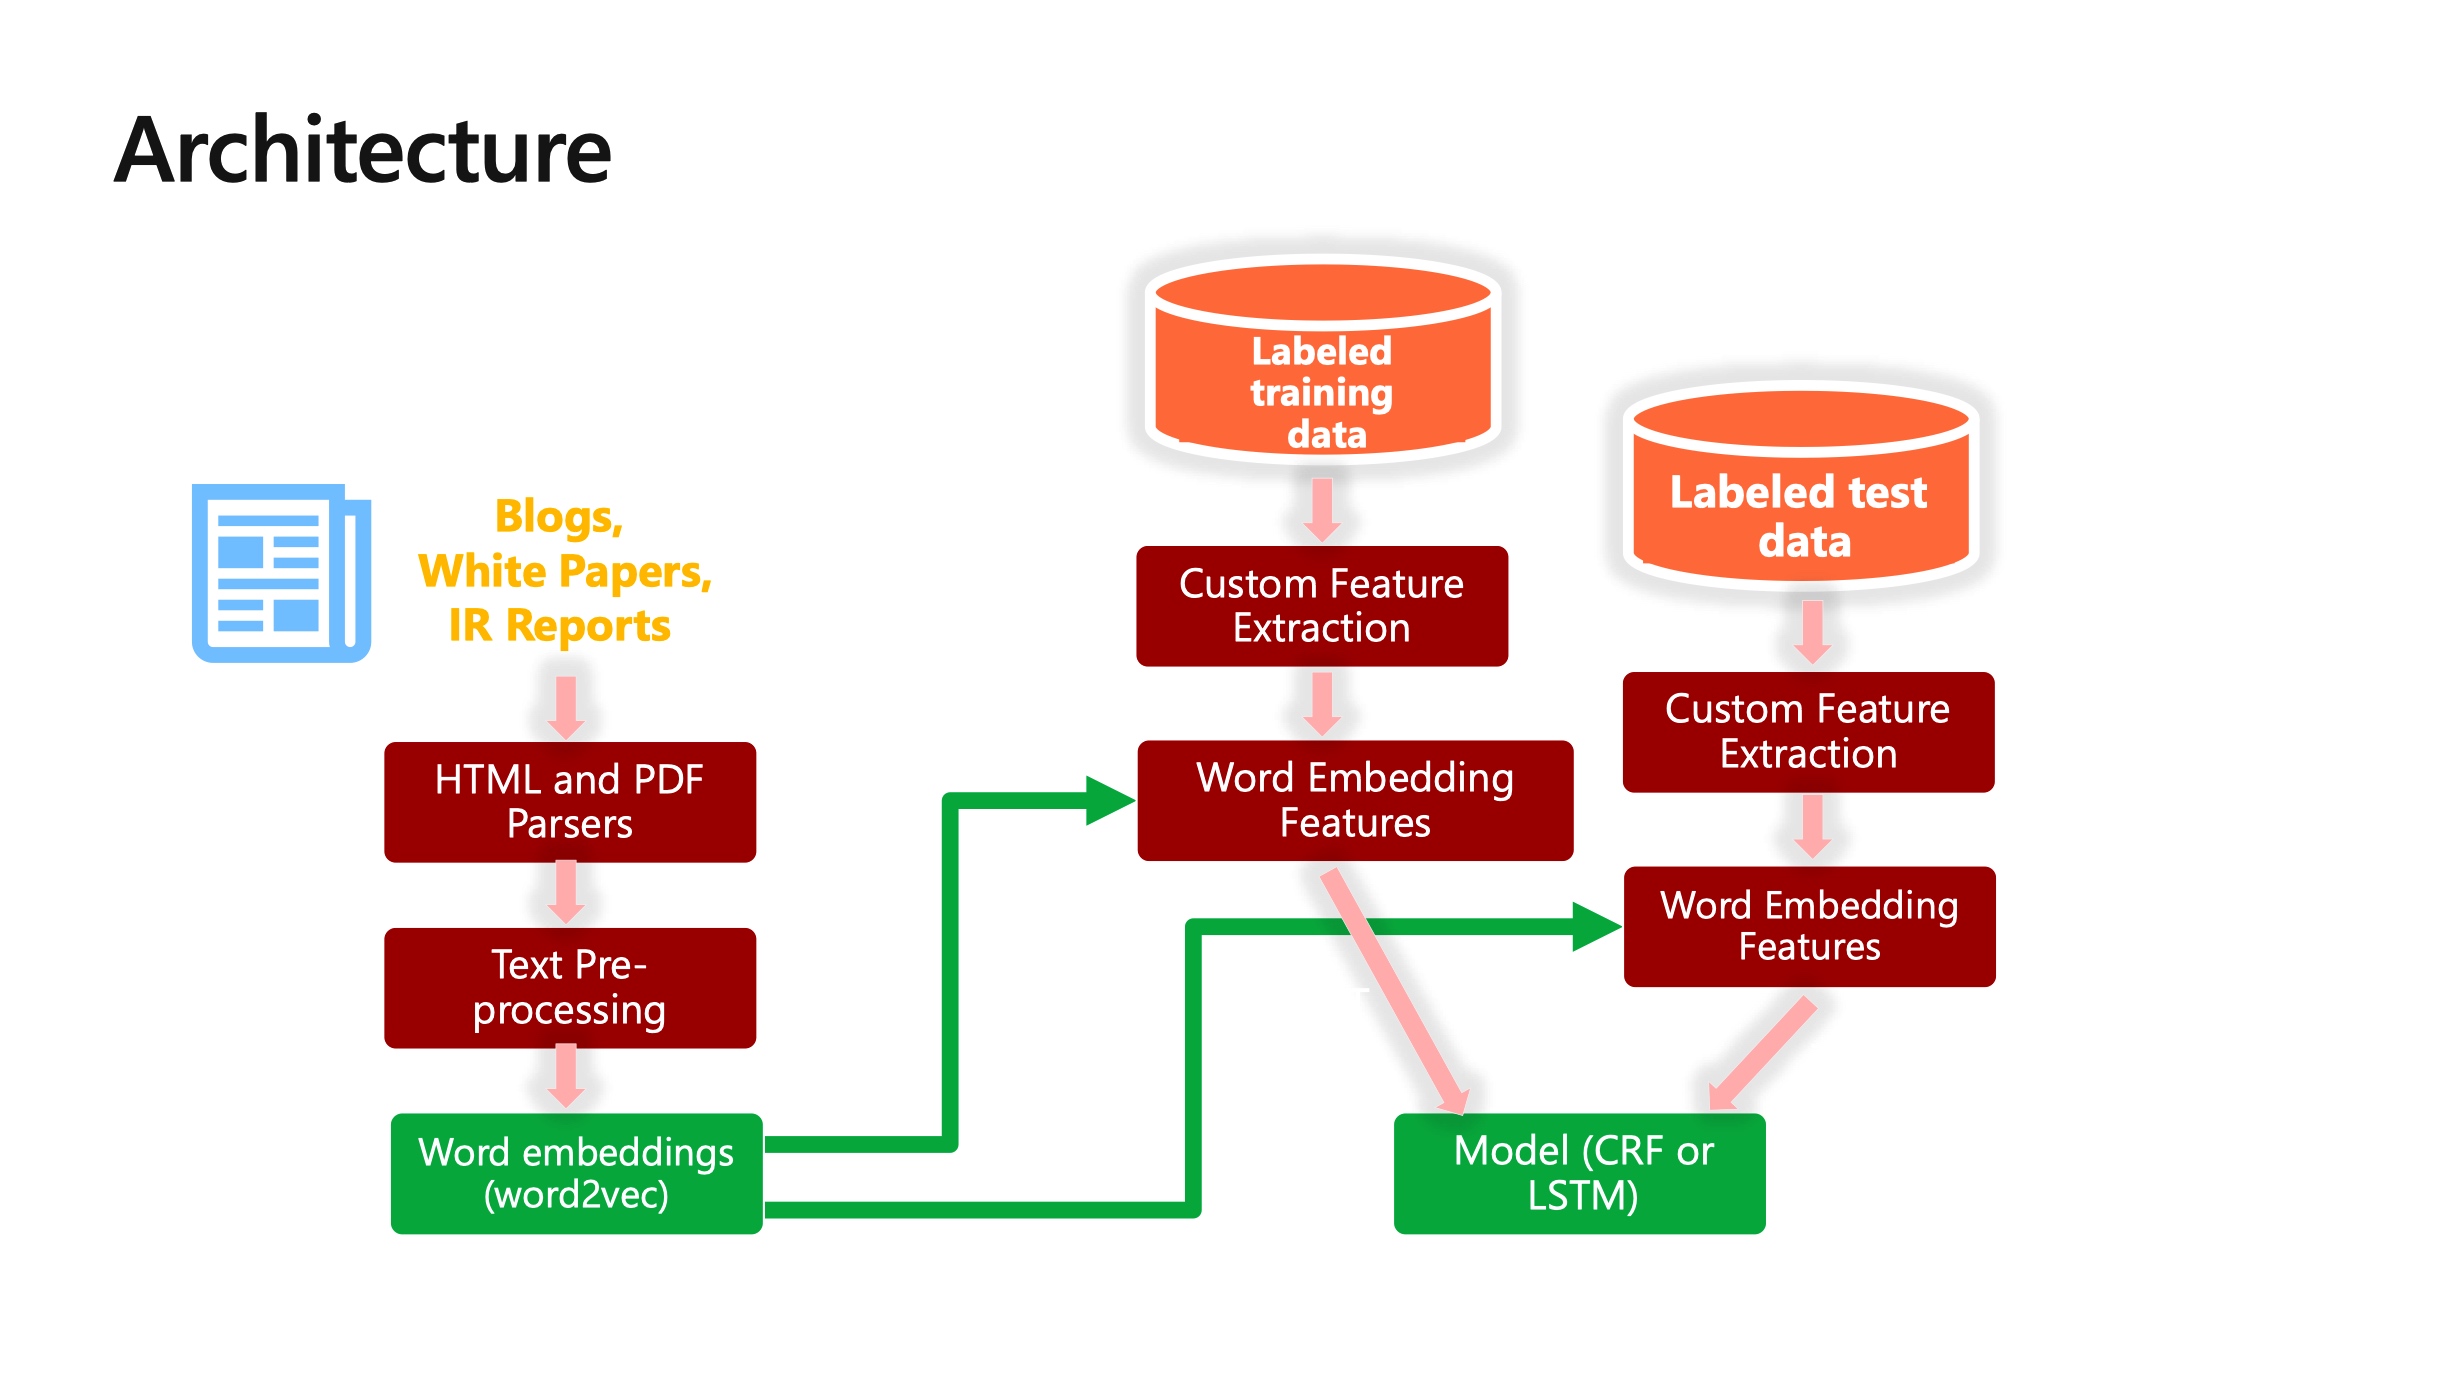 Architecture
Blogs,
White Papers,
IR Reports
HTML and PDF
Parsers
Text Pre-
processing
Word embeddings
(word2vec)
Labeled
training
data
Custom Feature
Extraction
Word Embedding
Features
Labeled test
data
Custom Feature
Extraction
Word Embedding
Features
Model (CRF or
LSTM)